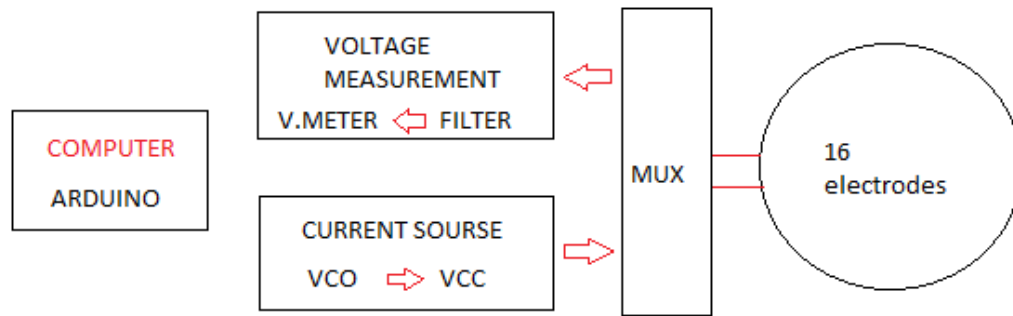 COMPUTER
ARDUINO
VOLTAGE
MEASUREMENT
V.METER FILTER
CURRENT SOURSE
VCO VCC
MUX
16
electrodes